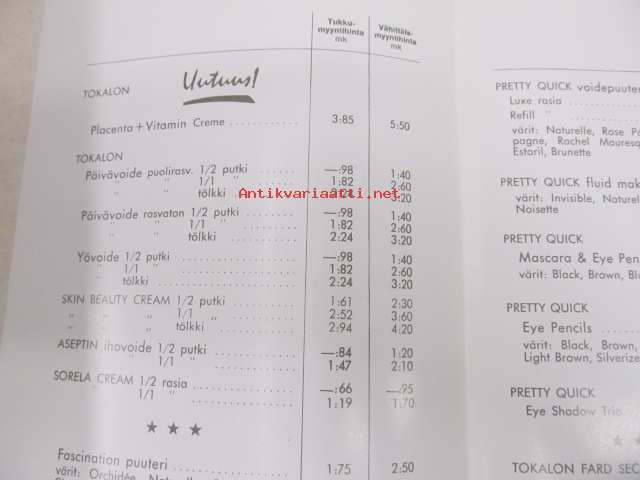 Tukku- Vähittäis-
myyntihinta myyntihinta
mk mk
TOKALON Uutuus!
Placenta + Vitamin Creme 3:85 5:50
TOKALON
Päivävoide puolirasv. 1/2 putki —:98 1:40
" " 1/1 " 1:82 2:60
" " tölkki 2:24 3:20
Antikvariaatti.net
Päivävoide rasvaton 1/2 putki —:98 1:40
" " 1/1 " 1:82 2:60
" " tölkki 2:24 3:20
Yövoide 1/2 putki —:98 1:40
" 1/1 " 1:82 2:60
" tölkki 2:24 3:20
SKIN BEAUTY CREAM 1/2 putki 1:61 2:30
" " " 1/1 " 2:52 3:60
" " " tölkki 2:94 4:20
ASEPTIN ihovoide 1/2 putki —:84 1:20
" " 1/1 " 1:47 2:10
SORELA CREAM 1/2 rasia —:66 —:95
" " 1/1 " 1:19 1:70
★ ★ ★
Fascination puuteri 1:75 2:50
värit: Orchidée,
PRETTY QUICK voidepuuter
Luxe rasia
Refill "
värit: Naturelle, Rose
pagne, Rachel Mauresq
Estoril, Brunette
PRETTY QUICK fluid mak
värit: Invisible, Naturel
Noisette
PRETTY QUICK
Mascara & Eye Pen
värit: Black, Brown, Bl
PRETTY QUICK
Eye Pencils
värit: Black, Brown,
Light Brown, Silverize
PRETTY QUICK
Eye Shadow Trio
★ ★
TOKALON FARD SEC